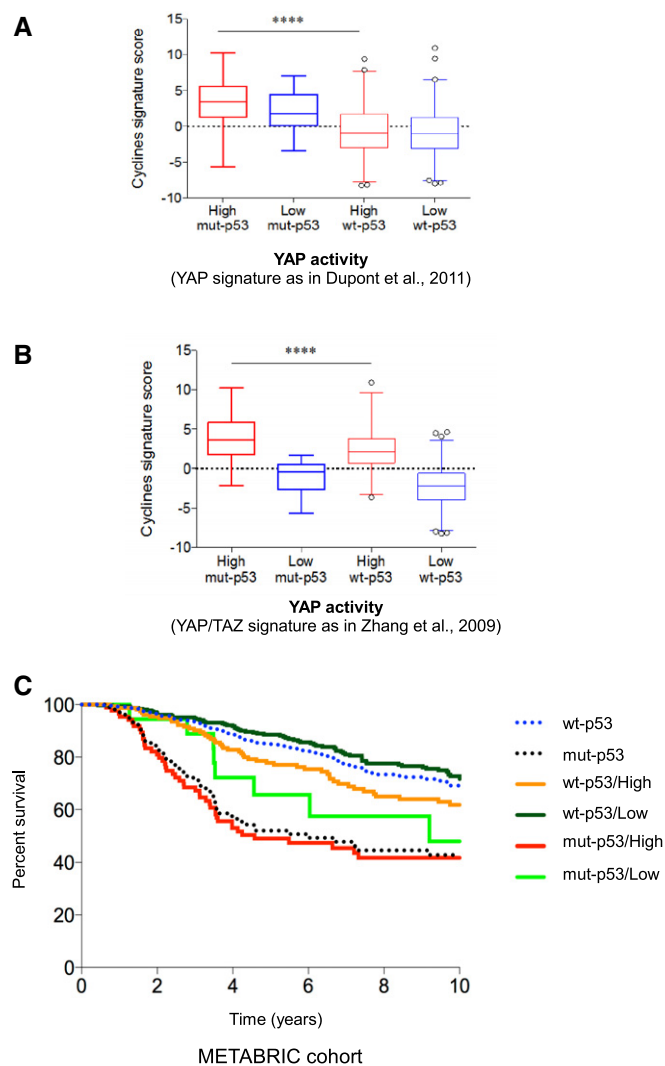 A
****
Cyclines signature score
15
10
5
0
-5
-10
High
mut-p53
Low
mut-p53
High
wt-p53
Low
wt-p53
YAP activity
(YAP signature as in Dupont et al., 2011)
B
****
Cyclines signature score
15
10
5
0
-5
-10
High
mut-p53
Low
mut-p53
High
wt-p53
Low
wt-p53
YAP activity
(YAP/TAZ signature as in Zhang et al., 2009)
C
Percent survival
100
80
60
40
20
0
0 2 4 6 8 10
Time (years)
METABRIC cohort
wt-p53
mut-p53
wt-p53/High
wt-p53/Low
mut-p53/High
mut-p53/Low